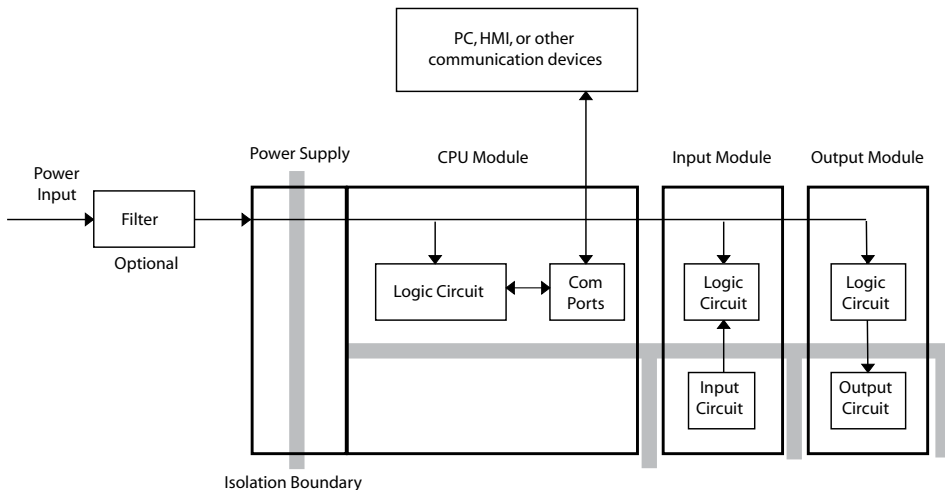 PC, HMI, or other
communication devices
Power Supply
CPU Module
Input Module
Output Module
Power
Input
Filter
Optional
Logic Circuit
Com
Ports
Logic
Circuit
Logic
Circuit
Input
Circuit
Output
Circuit
Isolation Boundary